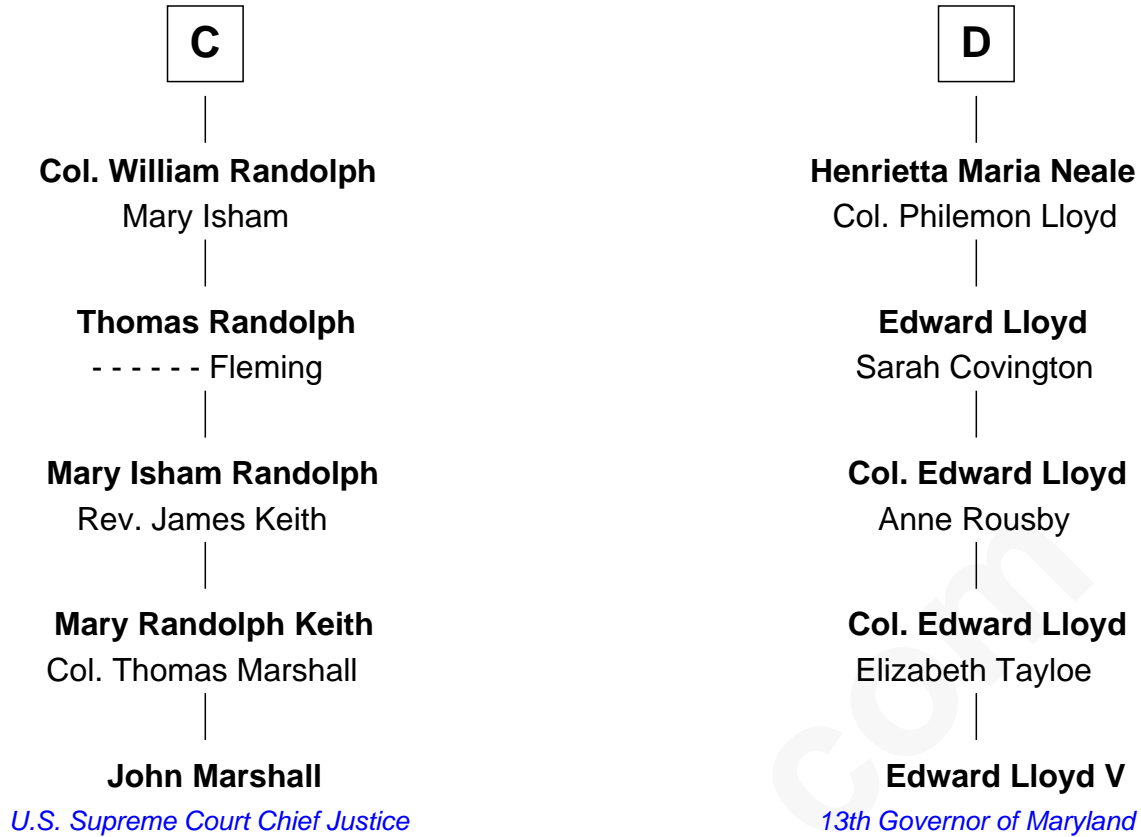 C
Col. William Randolph
Mary Isham
Thomas Randolph
- - - - - - Fleming
Mary Isham Randolph
Rev. James Keith
Mary Randolph Keith
Col. Thomas Marshall
John Marshall
U.S. Supreme Court Chief Justice
D
Henrietta Maria Neale
Col. Philemon Lloyd
Edward Lloyd
Sarah Covington
Col. Edward Lloyd
Anne Rousby
Col. Edward Lloyd
Elizabeth Tayloe
Edward Lloyd V
13th Governor of Maryland
com